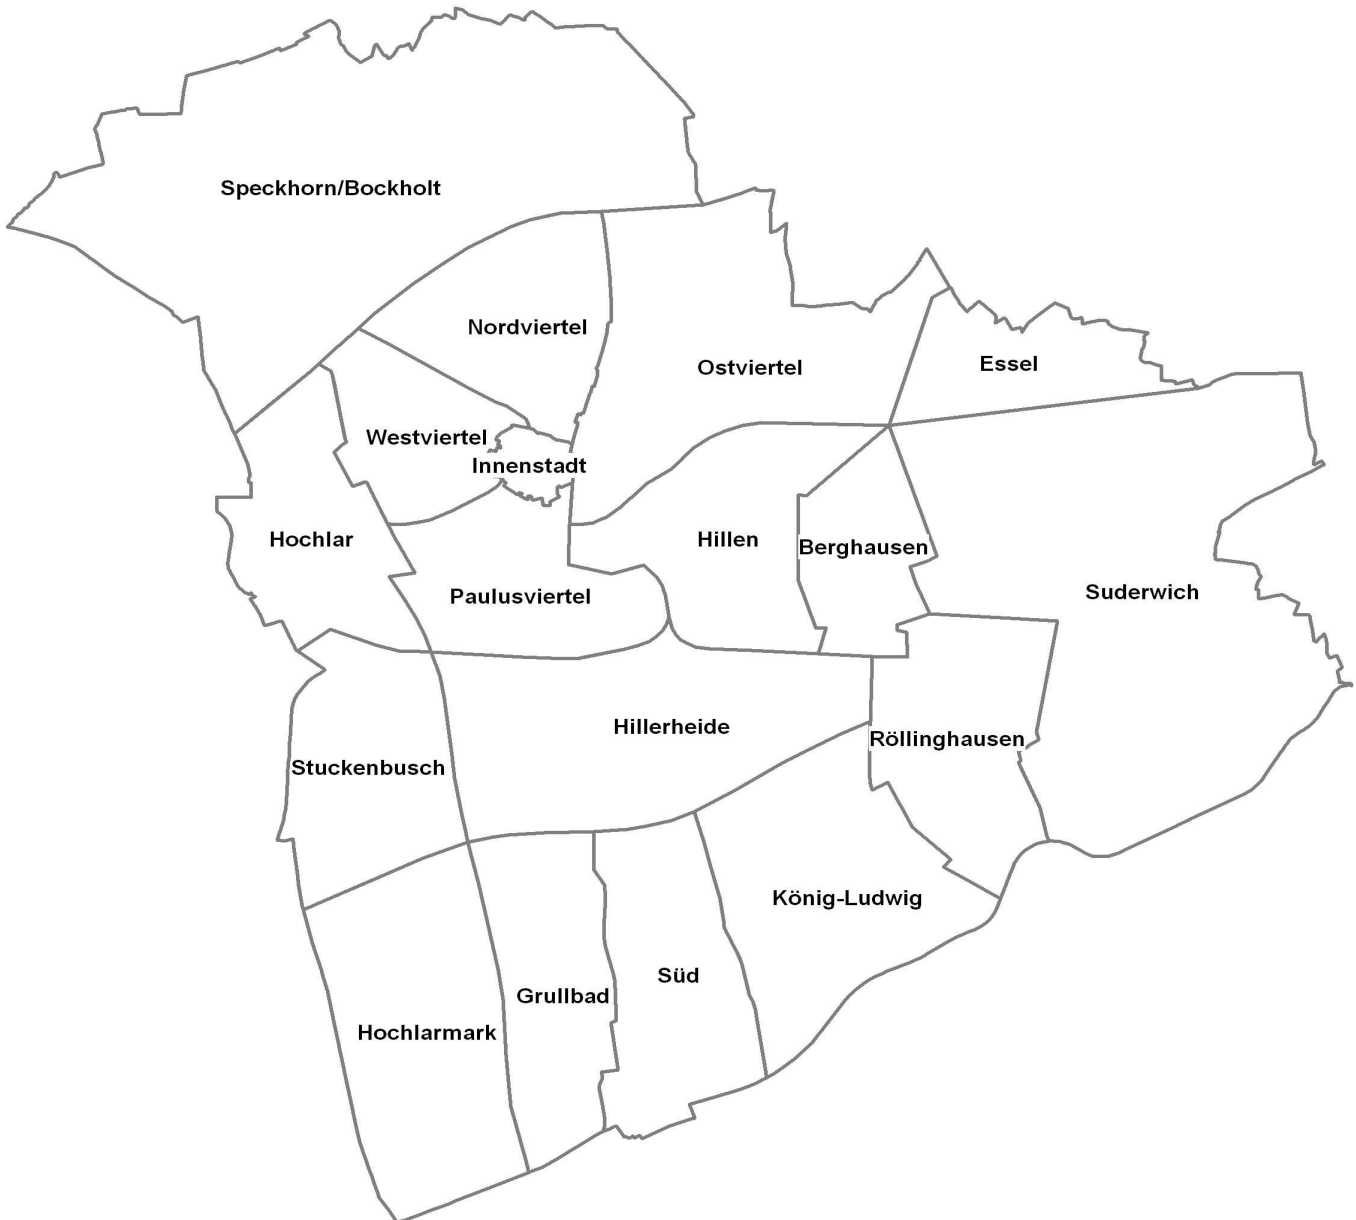 Speckhorn/Bockholt
Nordviertel
Ostviertel
Essel
Westviertel
Innenstadt
Hochlar
Hillen
Berghausen
Paulusviertel
Suderwich
Hillerheide
Röllinghausen
Stuckenbusch
König-Ludwig
Süd
Grullbad
Hochlarmark